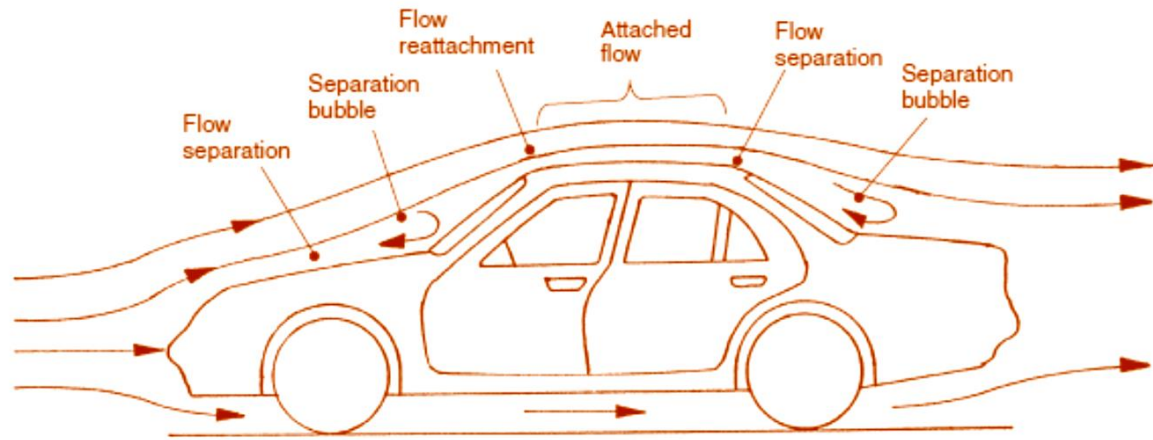 Flow
reattachment
Attached
flow
Flow
separation
Separation
bubble
Separation
bubble
Flow
separation